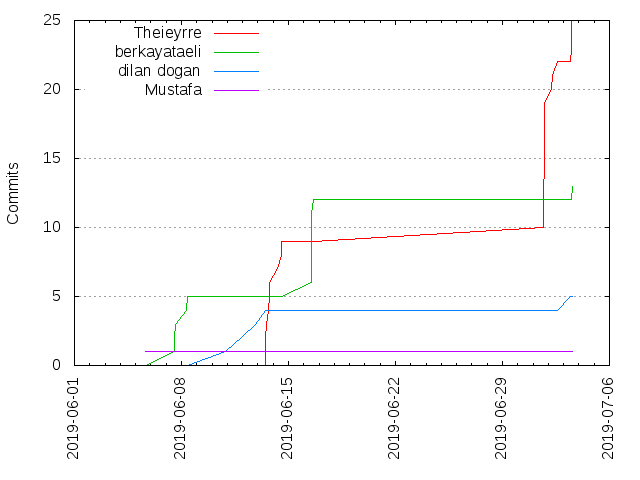 25
20
15
10
5
0
Commits
Theieyrre
berkayataeli
dilan dogan
Mustafa
2019-06-01
2019-06-08
2019-06-15
2019-06-22
2019-06-29
2019-07-06